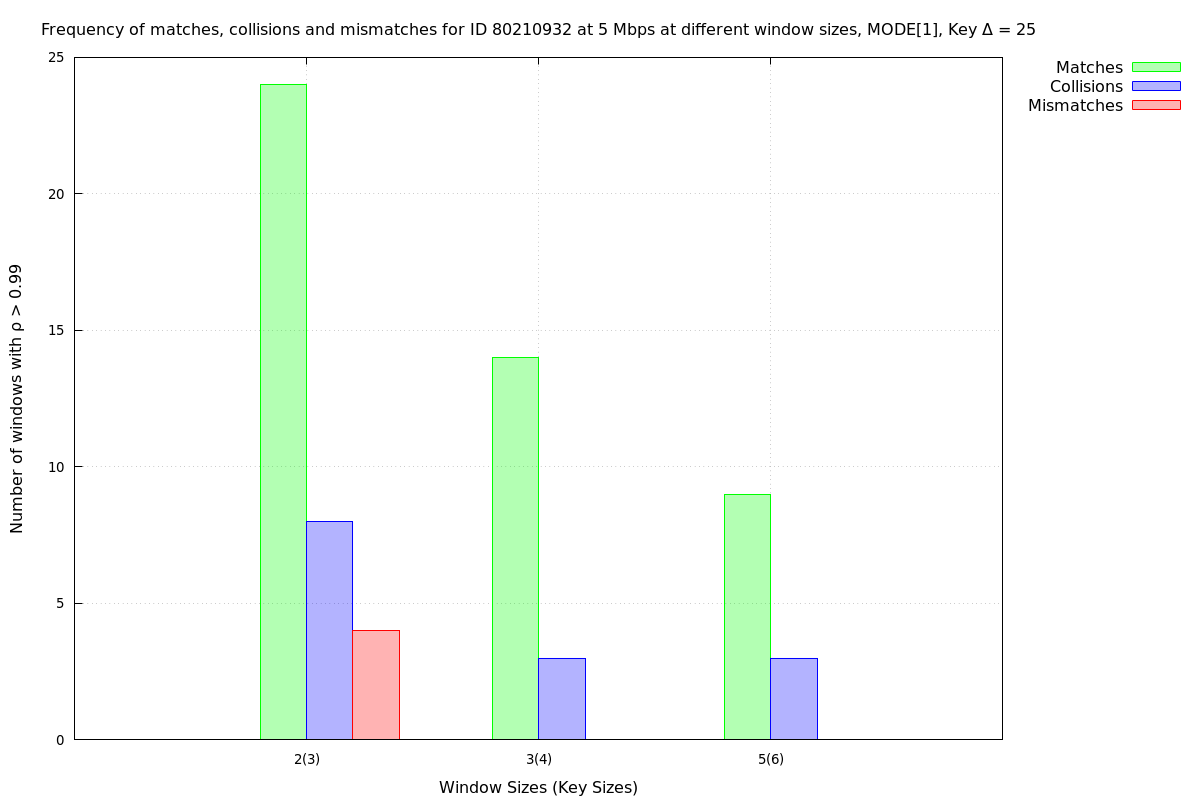 Frequency of matches, collisions and mismatches for ID 80210932 at 5 Mbps at different window sizes, MODE[1], Key Δ = 25
Matches
Collisions
Mismatches
Number of windows with ρ > 0.99
25
20
15
10
5
0
2(3)
3(4)
5(6)
Window Sizes (Key Sizes)